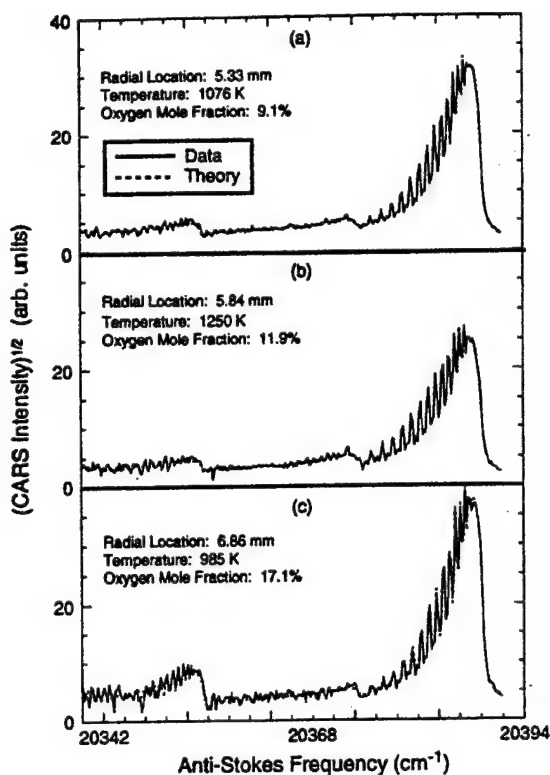 40
(a)
Radial Location: 5.33 mm
Temperature: 1076 K
Oxygen Mole Fraction: 9.1%
Data
Theory
20
0
(b)
Radial Location: 5.84 mm
Temperature: 1250 K
Oxygen Mole Fraction: 11.9%
20
0
(c)
Radial Location: 6.86 mm
Temperature: 985 K
Oxygen Mole Fraction: 17.1%
20
0
20342
20368
20394
Anti-Stokes Frequency (cm⁻¹)
(CARS Intensity)¹/² (arb. units)